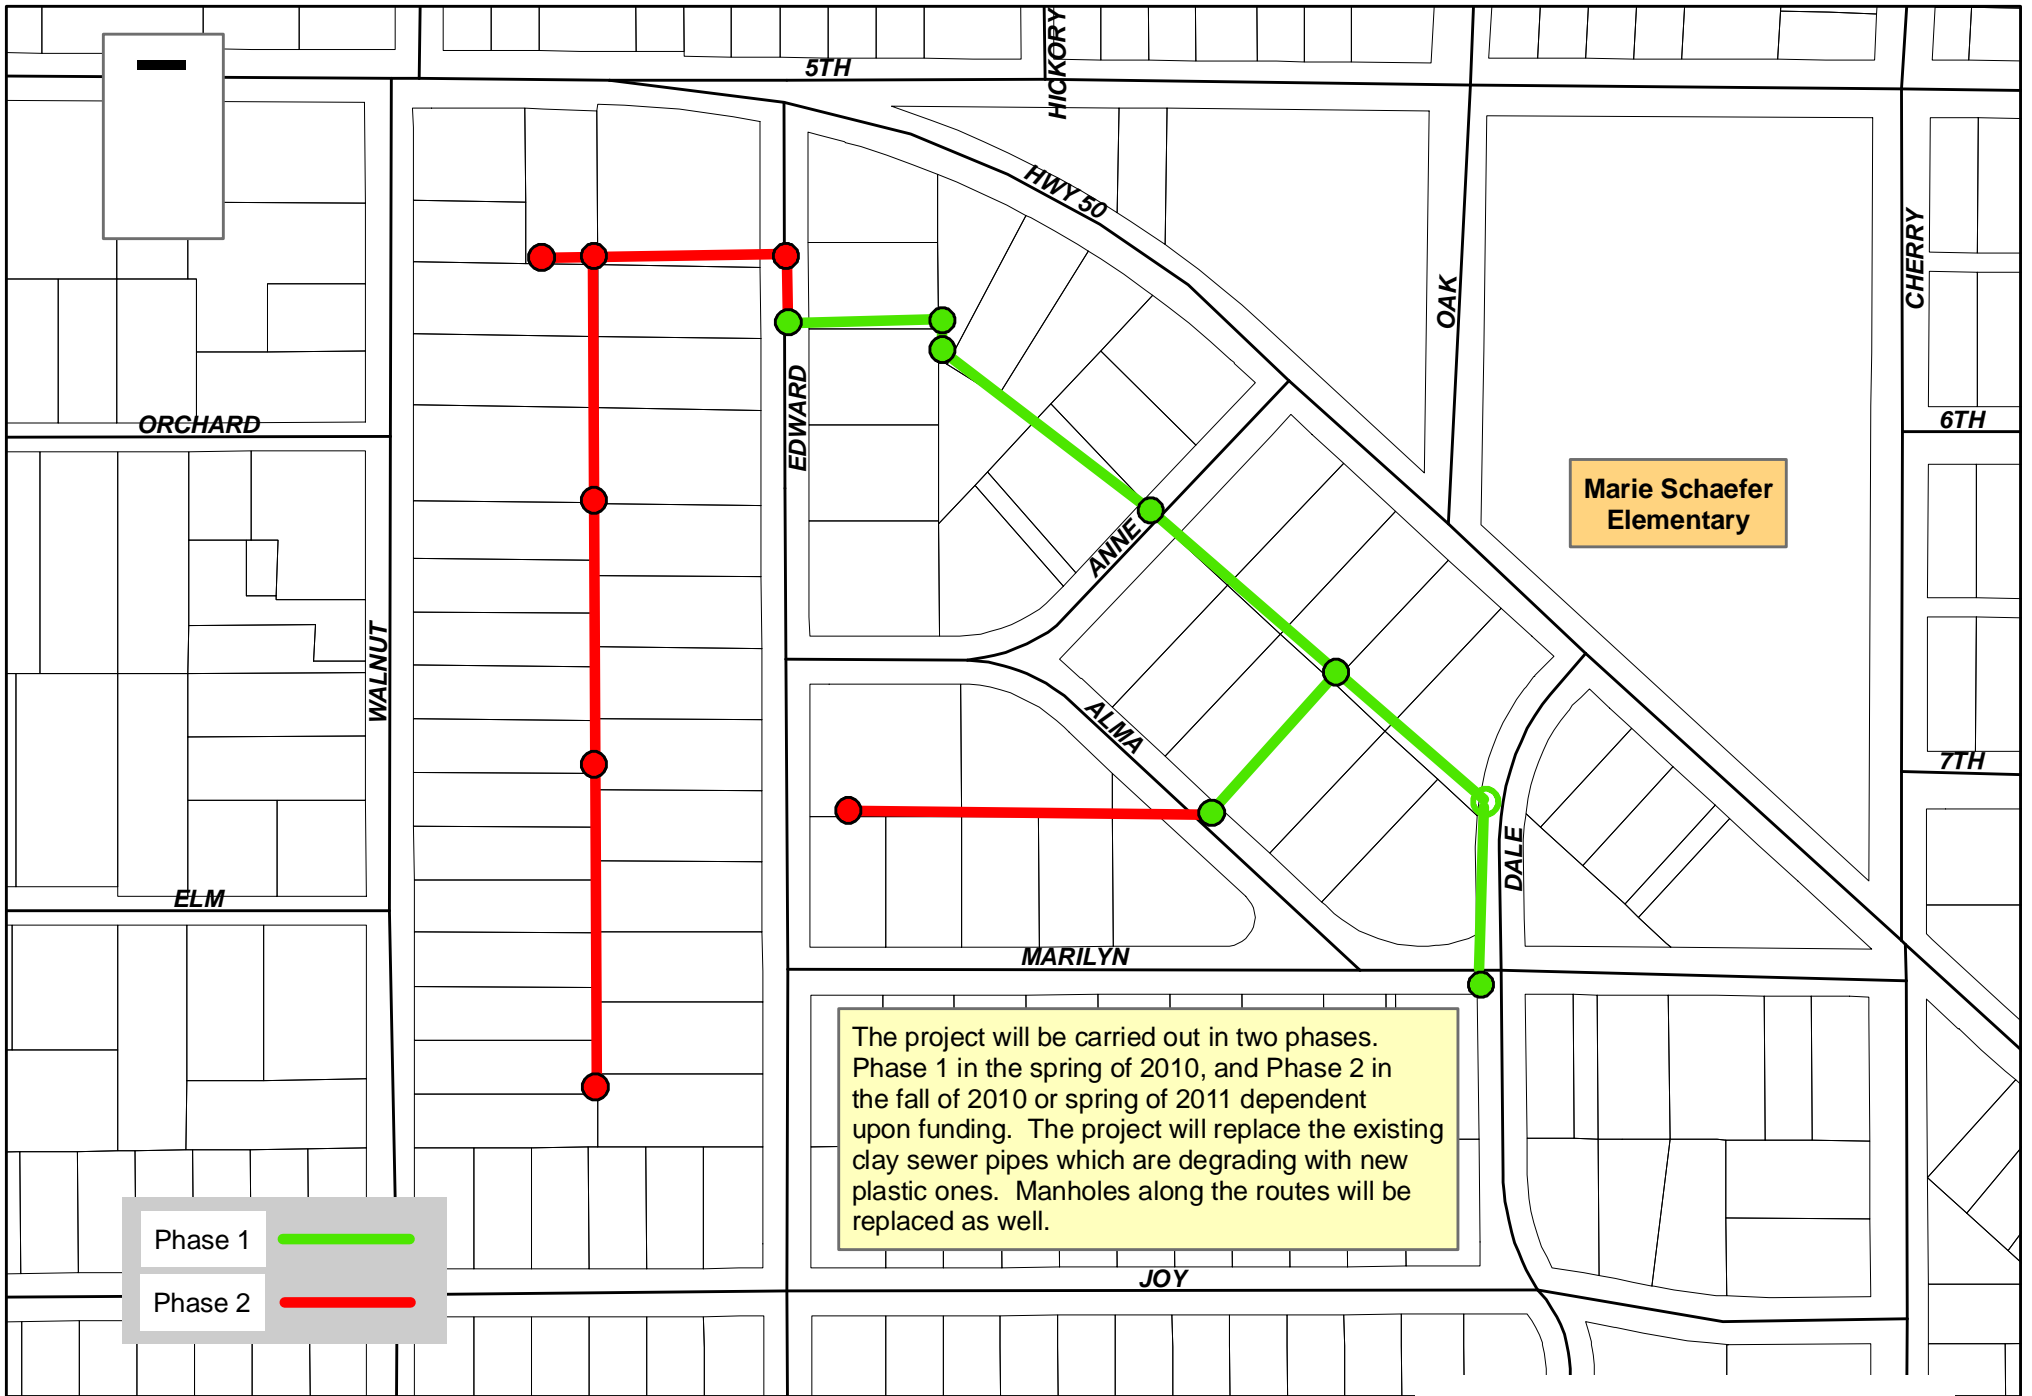 5TH
HICKORY
HWY 50
OAK
CHERRY
EDWARD
ORCHARD
6TH
Marie Schaefer
Elementary
ANNE
WALNUT
ALMA
7TH
DALE
ELM
MARILYN
The project will be carried out in two phases.
Phase 1 in the spring of 2010, and Phase 2 in
the fall of 2010 or spring of 2011 dependent
upon funding.  The project will replace the existing
clay sewer pipes which are degrading with new
plastic ones.  Manholes along the routes will be
replaced as well.
Phase 1
Phase 2
JOY